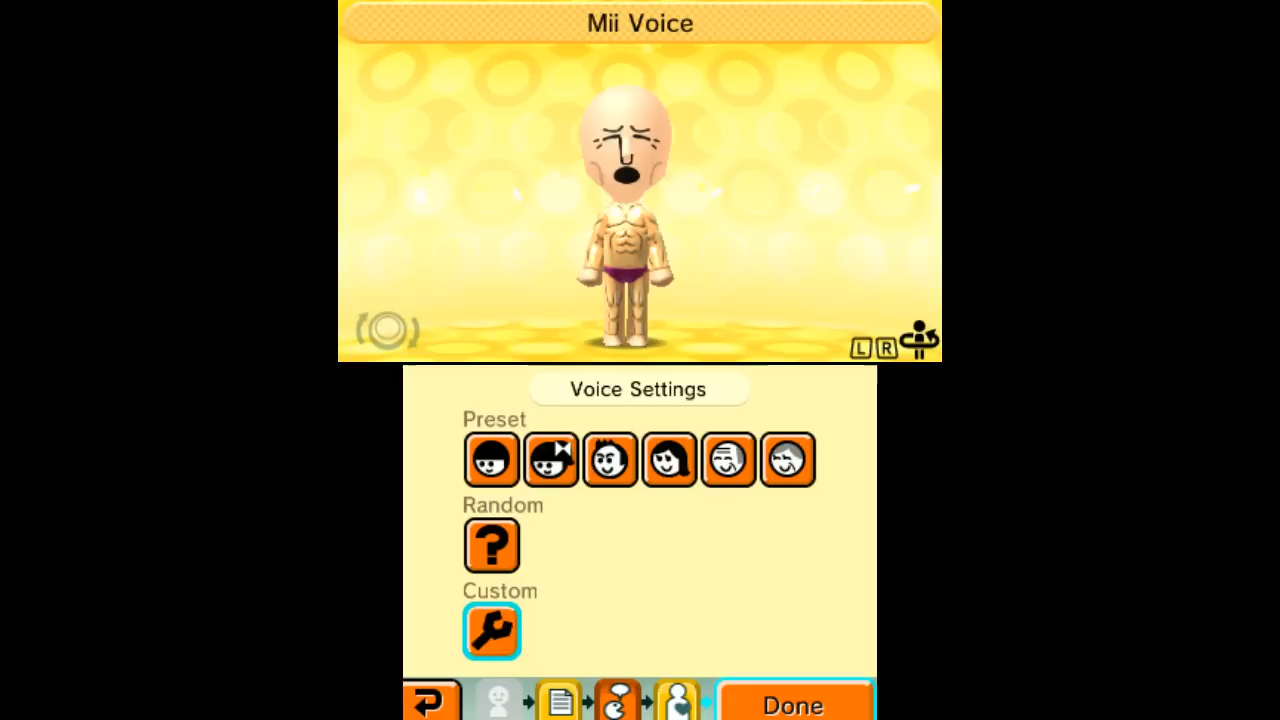 Mii Voice
L R
Voice Settings
Preset
Random
?
Custom
Done